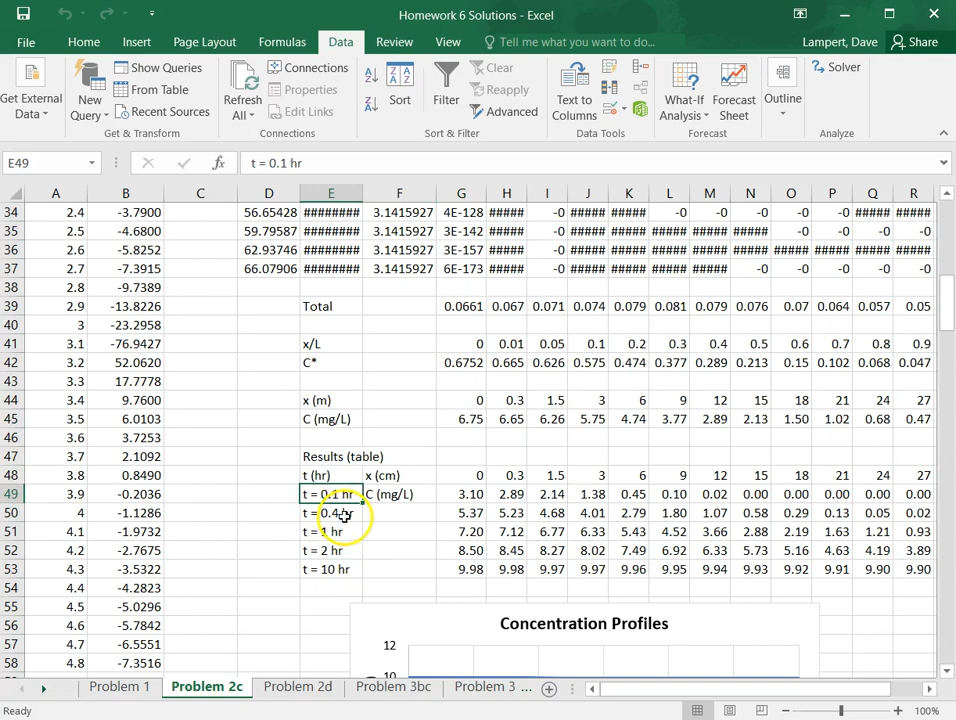 Homework 6 Solutions - Excel
File Home Insert Page Layout Formulas Data Review View Tell me what you want to do... Lampert, Dave Share
Get External Data
New Query
Show Queries
From Table
Recent Sources
Get & Transform
Refresh All
Connections
Properties
Edit Links
Connections
Sort
Filter
Clear
Reapply
Advanced
Sort & Filter
Text to Columns
Data Tools
What-If Analysis
Forecast Sheet
Forecast
Outline
Solver
Analyze
E49 fx t = 0.1 hr
A B C D E F G H I J K L M N O P Q R
34 2.4 -3.7900 56.65428 ######## 3.1415927 4E-128 ##### -0 ##### ##### -0 -0 -0 -0 -0 ##### #####
35 2.5 -4.6800 59.79587 ######## 3.1415927 3E-142 ##### -0 ##### ##### ##### ##### ##### -0 -0 -0 -0
36 2.6 -5.8252 62.93746 ######## 3.1415927 3E-157 ##### -0 ##### ##### ##### ##### ##### ##### ##### ##### #####
37 2.7 -7.3915 66.07906 ######## 3.1415927 6E-173 ##### -0 ##### ##### ##### ##### -0 -0 -0 -0 -0
38 2.8 -9.7389
39 2.9 -13.8226 Total 0.0661 0.067 0.071 0.074 0.079 0.081 0.079 0.076 0.07 0.064 0.057 0.05
40 3 -23.2958
41 3.1 -76.9427 x/L 0 0.01 0.05 0.1 0.2 0.3 0.4 0.5 0.6 0.7 0.8 0.9
42 3.2 52.0620 C* 0.6752 0.665 0.626 0.575 0.474 0.377 0.289 0.213 0.15 0.102 0.068 0.047
43 3.3 17.7778
44 3.4 9.7600 x (m) 0 0.3 1.5 3 6 9 12 15 18 21 24 27
45 3.5 6.0103 C (mg/L) 6.75 6.65 6.26 5.75 4.74 3.77 2.89 2.13 1.50 1.02 0.68 0.47
46 3.6 3.7253
47 3.7 2.1092 Results (table)
48 3.8 0.8490 t (hr) x (cm) 0 0.3 1.5 3 6 9 12 15 18 21 24 27
49 3.9 -0.2036 t = 0.1 hr C (mg/L) 3.10 2.89 2.14 1.38 0.45 0.10 0.02 0.00 0.00 0.00 0.00 0.00
50 4 -1.1286 t = 0.4 hr 5.37 5.23 4.68 4.01 2.79 1.80 1.07 0.58 0.29 0.13 0.05 0.02
51 4.1 -1.9732 t = 1 hr 7.20 7.12 6.77 6.33 5.43 4.52 3.66 2.88 2.19 1.63 1.21 0.93
52 4.2 -2.7675 t = 2 hr 8.50 8.45 8.27 8.02 7.49 6.92 6.33 5.73 5.16 4.63 4.19 3.89
53 4.3 -3.5322 t = 10 hr 9.98 9.98 9.97 9.97 9.96 9.95 9.94 9.93 9.92 9.91 9.90 9.90
54 4.4 -4.2823
55 4.5 -5.0296
56 4.6 -5.7842
57 4.7 -6.5551
58 4.8 -7.3516
Concentration Profiles
12
10
Problem 1 Problem 2c Problem 2d Problem 3bc Problem 3 ...
Ready 100%